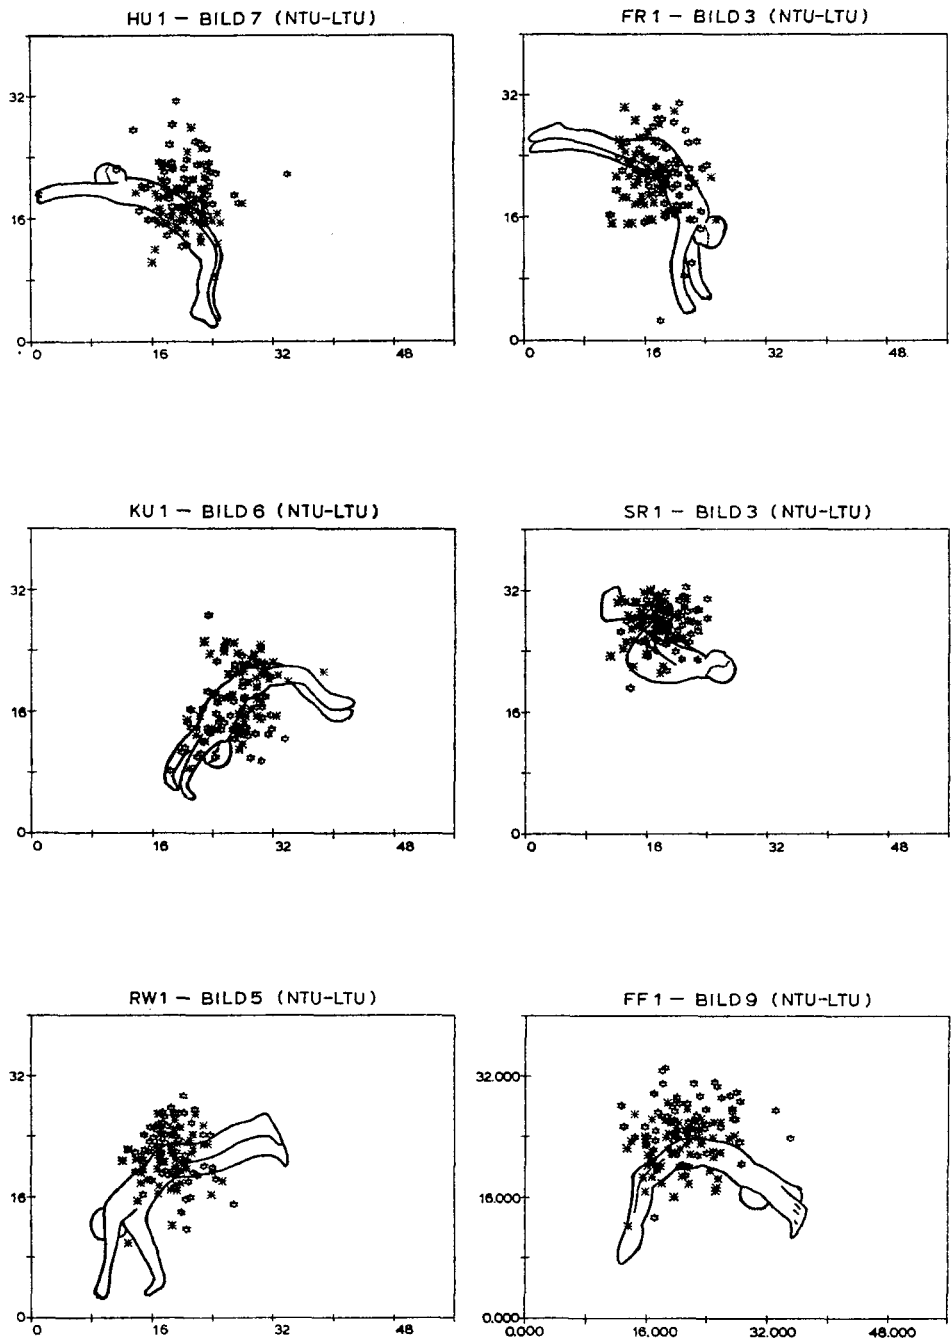 HU 1 — BILD 7 (NTU-LTU)
32
16
0
0 16 32 48
FR 1 — BILD 3 (NTU-LTU)
32
16
0
0 16 32 48.
KU 1 — BILD 6 (NTU-LTU)
32
16
0
0 16 32 48
SR 1 — BILD 3 (NTU-LTU)
32
16
0
0 16 32 48
RW1 — BILD 5 (NTU-LTU)
32
16
0
0 16 32 48
FF 1 — BILD 9 (NTU-LTU)
32.000
16.000
0.000
0.000 16.000 32.000 48.000